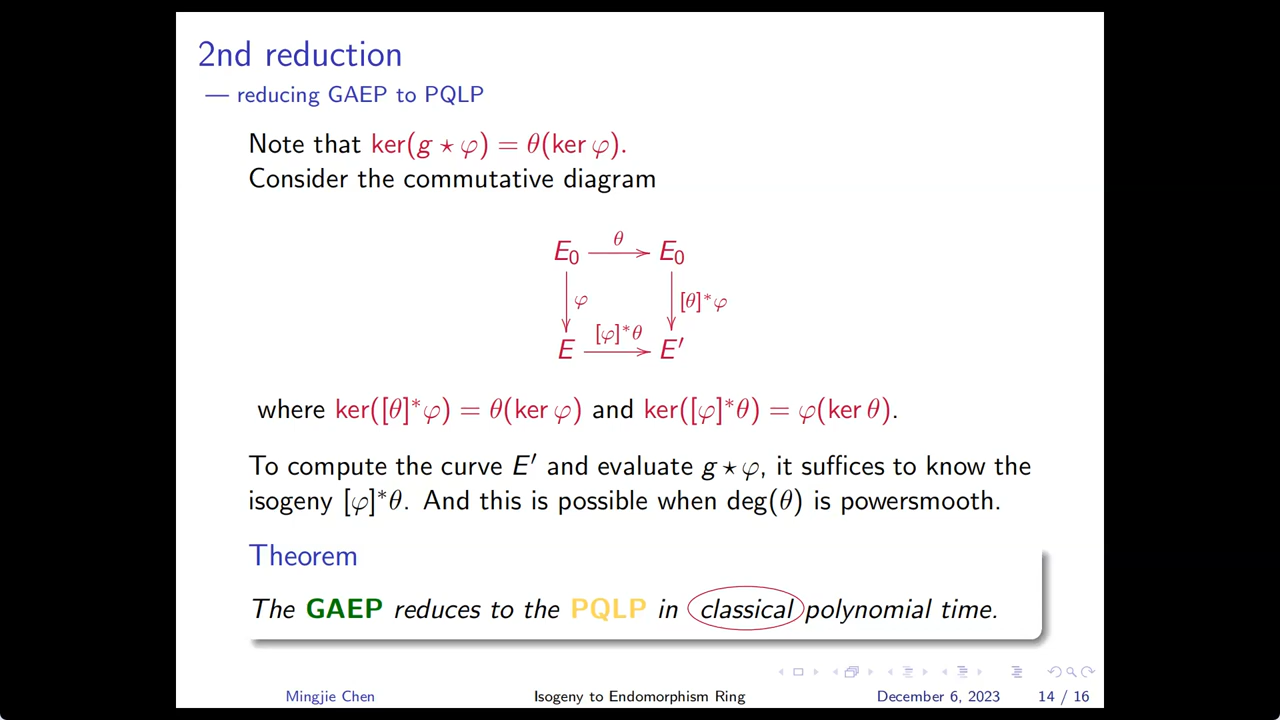 2nd reduction
— reducing GAEP to PQLP
Note that ker(g ⋆ φ) = θ(ker φ).
Consider the commutative diagram
θ
E₀ E₀
φ [θ]*φ
[φ]*θ
E E′
where ker([θ]*φ) = θ(ker φ) and ker([φ]*θ) = φ(ker θ).
To compute the curve E′ and evaluate g ⋆ φ, it suffices to know the
isogeny [φ]*θ. And this is possible when deg(θ) is powersmooth.
Theorem
The GAEP reduces to the PQLP in classical polynomial time.
Mingjie Chen Isogeny to Endomorphism Ring December 6, 2023 14 / 16